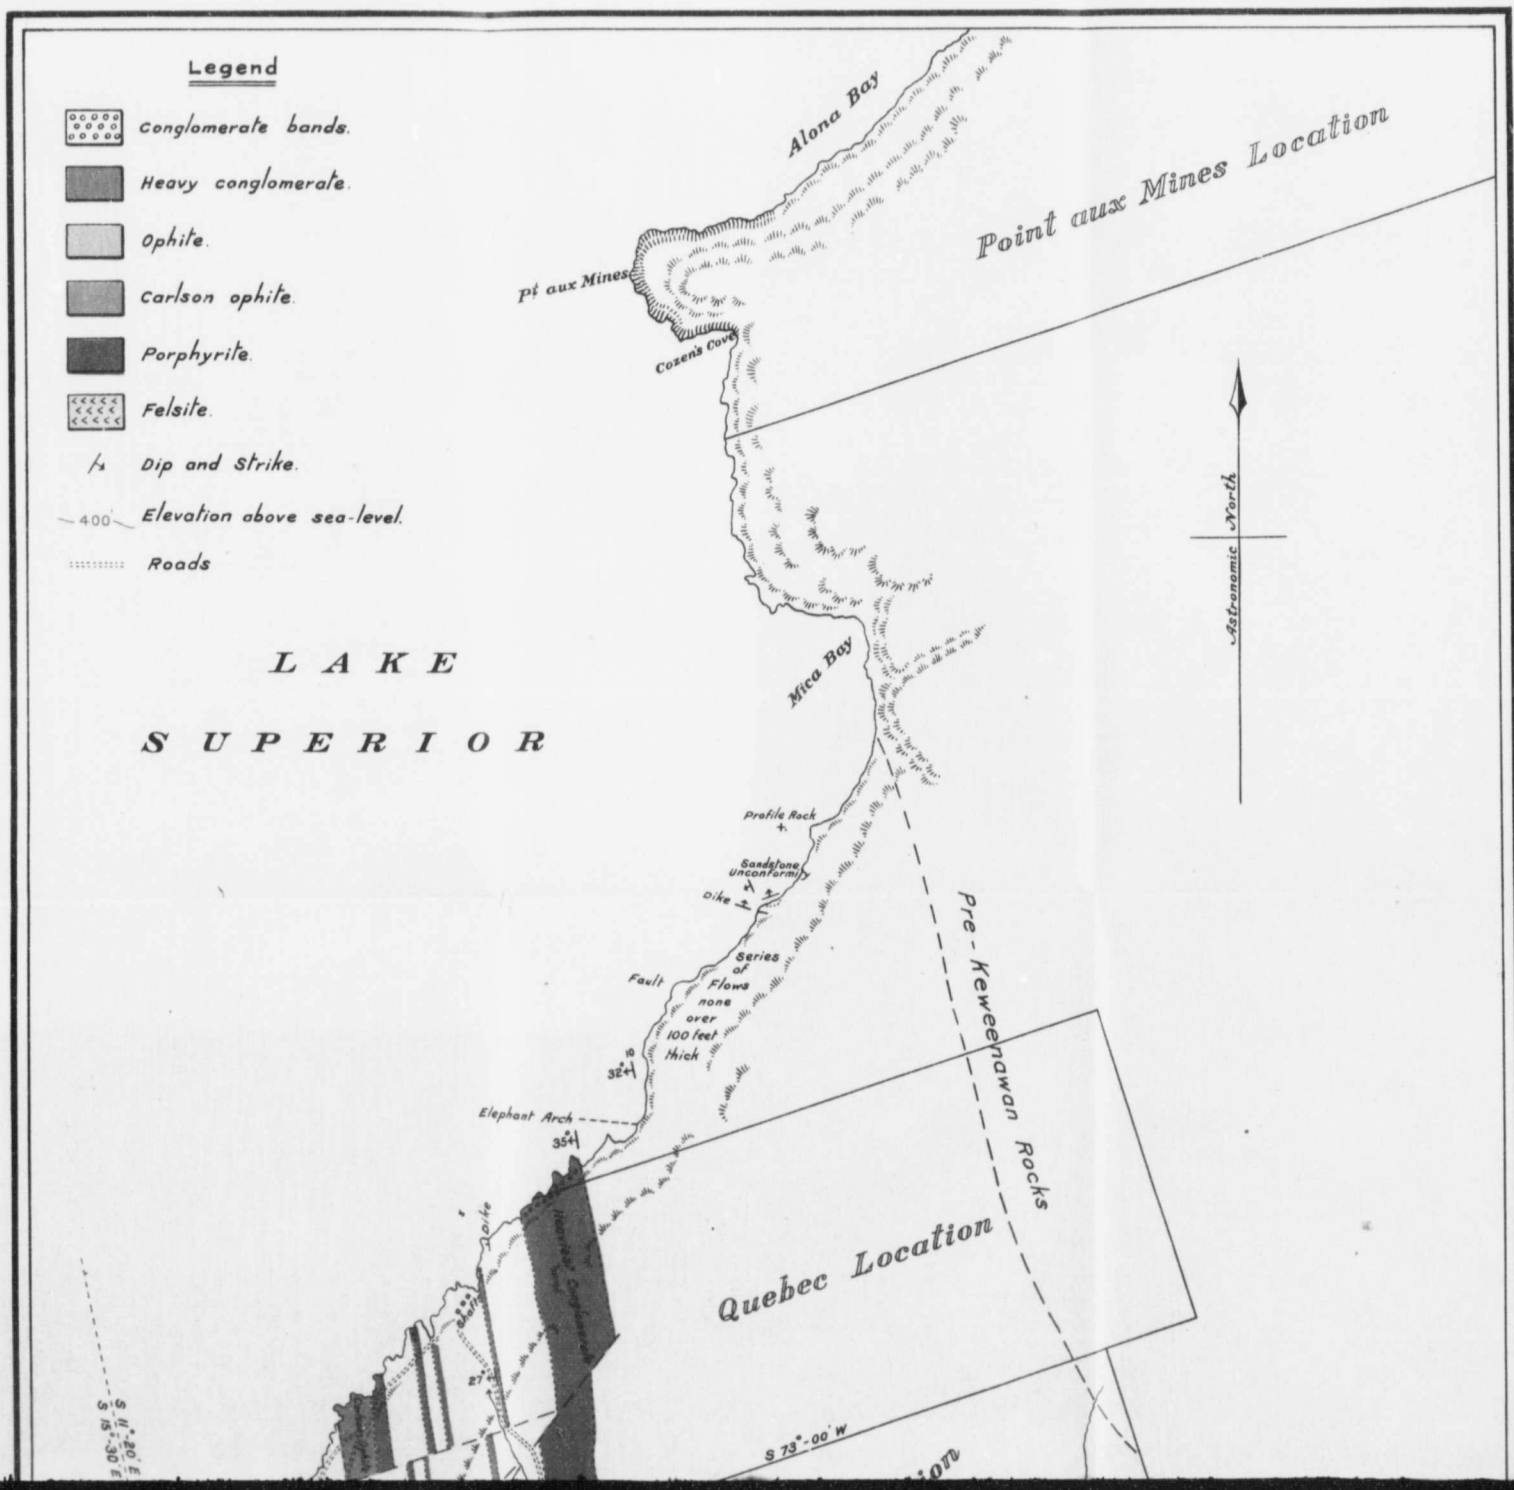 Legend
Conglomerate bands.
Heavy conglomerate.
Ophite.
Carlson ophite.
Porphyrite.
Felsite.
Dip and Strike.
400 Elevation above sea-level.
Roads
LAKE
SUPERIOR
Alona Bay
Point aux Mines Location
Pt aux Mines
Cozen's Cove
Astronomic North
Mica Bay
Profile Rock
Sandstone
Unconformity
Dike
Series
of
Flows
none
over
100 feet
thick
Fault
10
32°
Elephant Arch
35°
Pre-Keweenawan Rocks
Dike
Heaviest Conglomerate
Quebec Location
Shafts
27°
S 11°-20' E
S 15°-30' E
S 73°-00' W